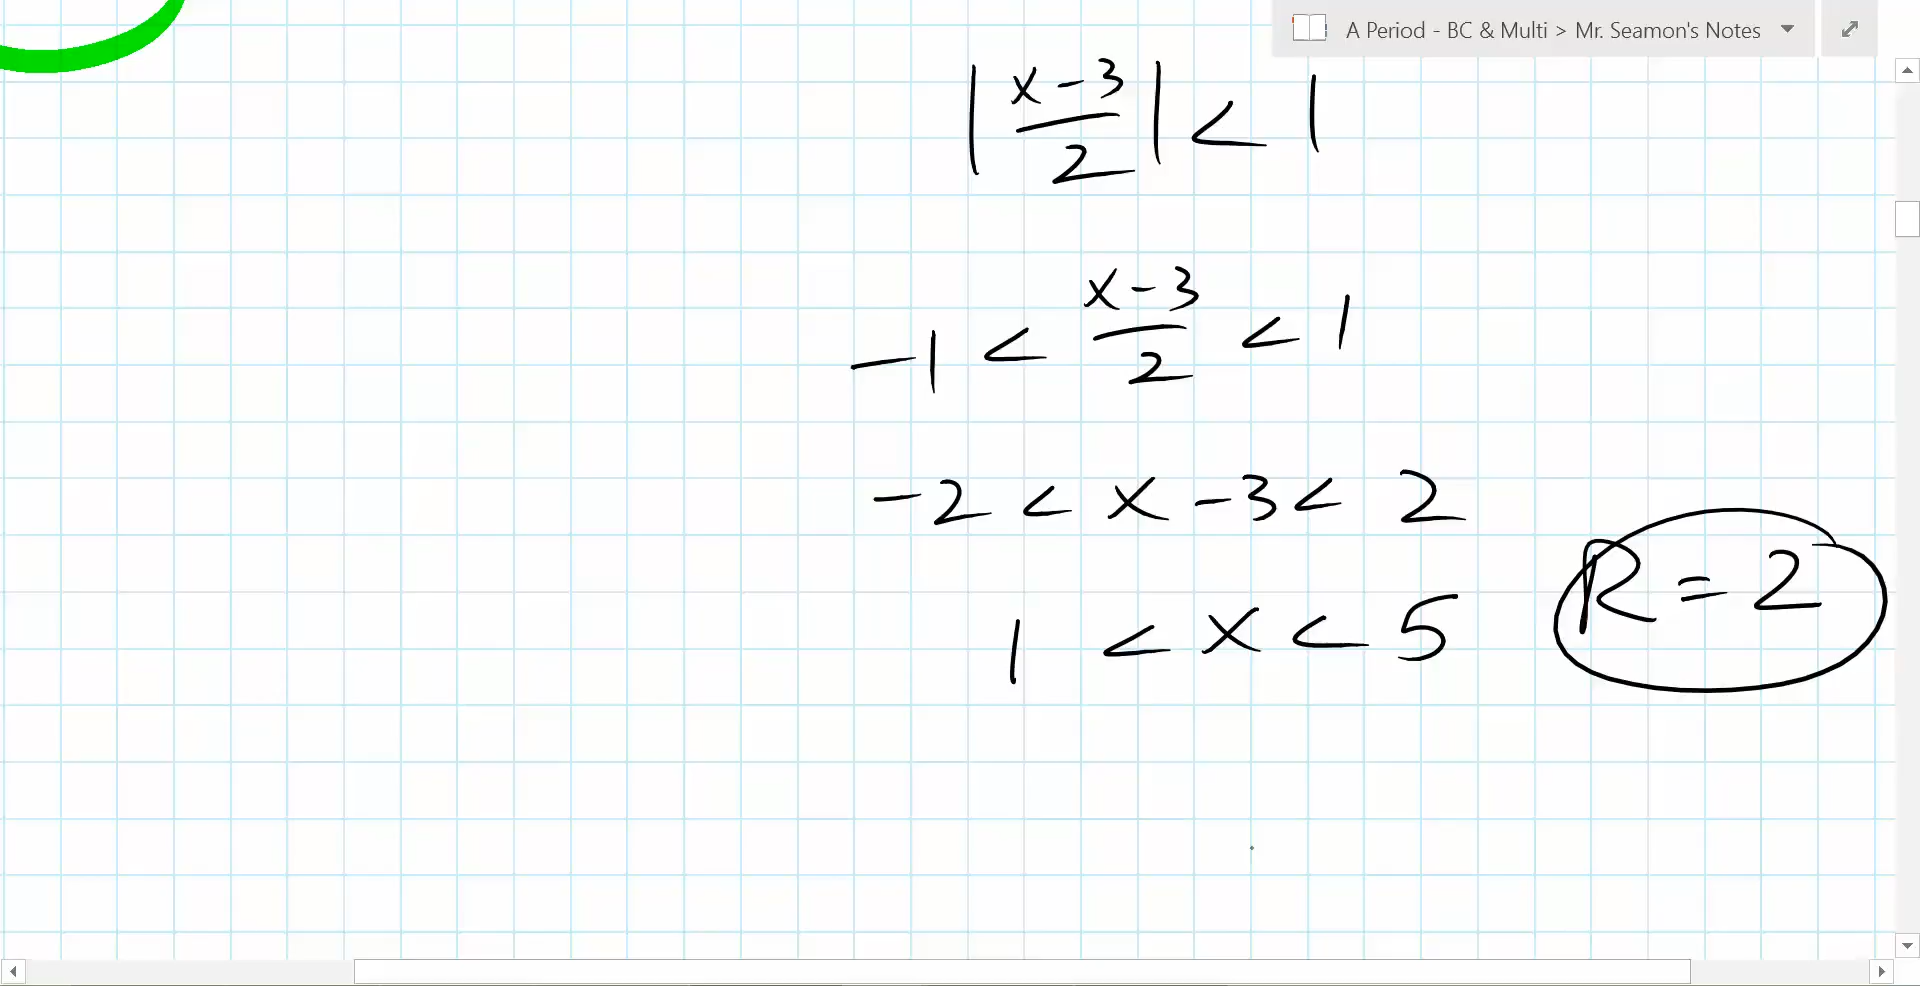 A Period - BC & Multi > Mr. Seamon's Notes
|x-3/2| < 1
-1 < x-3/2 < 1
-2 < x-3 < 2
1 < x < 5
R = 2